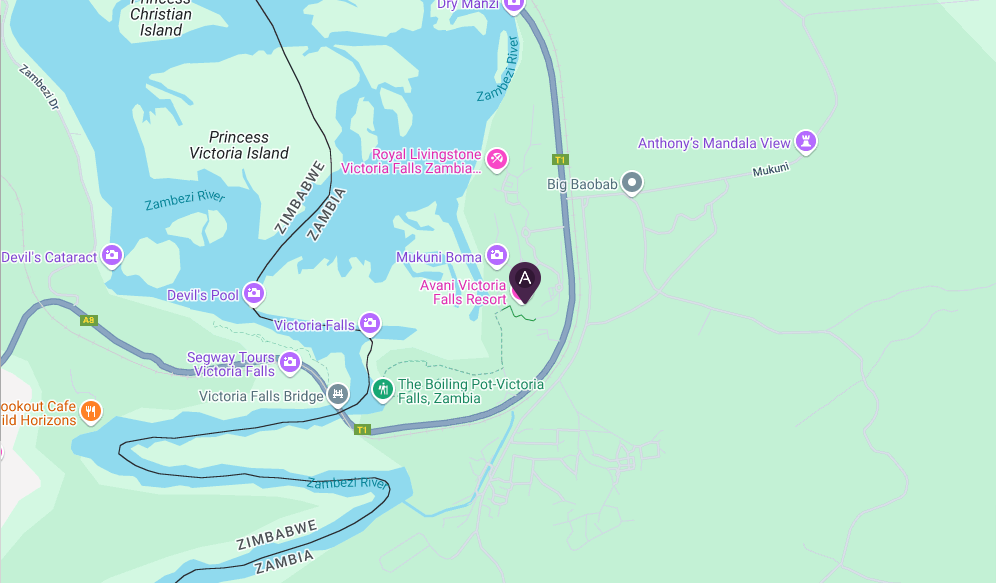 Princess
Christian
Island
Dry Manzi
Zambezi Dr
Zambezi River
Princess
Victoria Island
Royal Livingstone
Victoria Falls Zambia...
T1
Anthony's Mandala View
Mukuni
Big Baobab
ZIMBABWE
ZAMBIA
Zambezi River
Devil's Cataract
Mukuni Boma
A
Avani Victoria
Falls Resort
Devil's Pool
A8
Victoria Falls
Segway Tours
Victoria Falls
Victoria Falls Bridge
The Boiling Pot-Victoria
Falls, Zambia
ookout Cafe
ild Horizons
T1
Zambezi River
ZIMBABWE
ZAMBIA